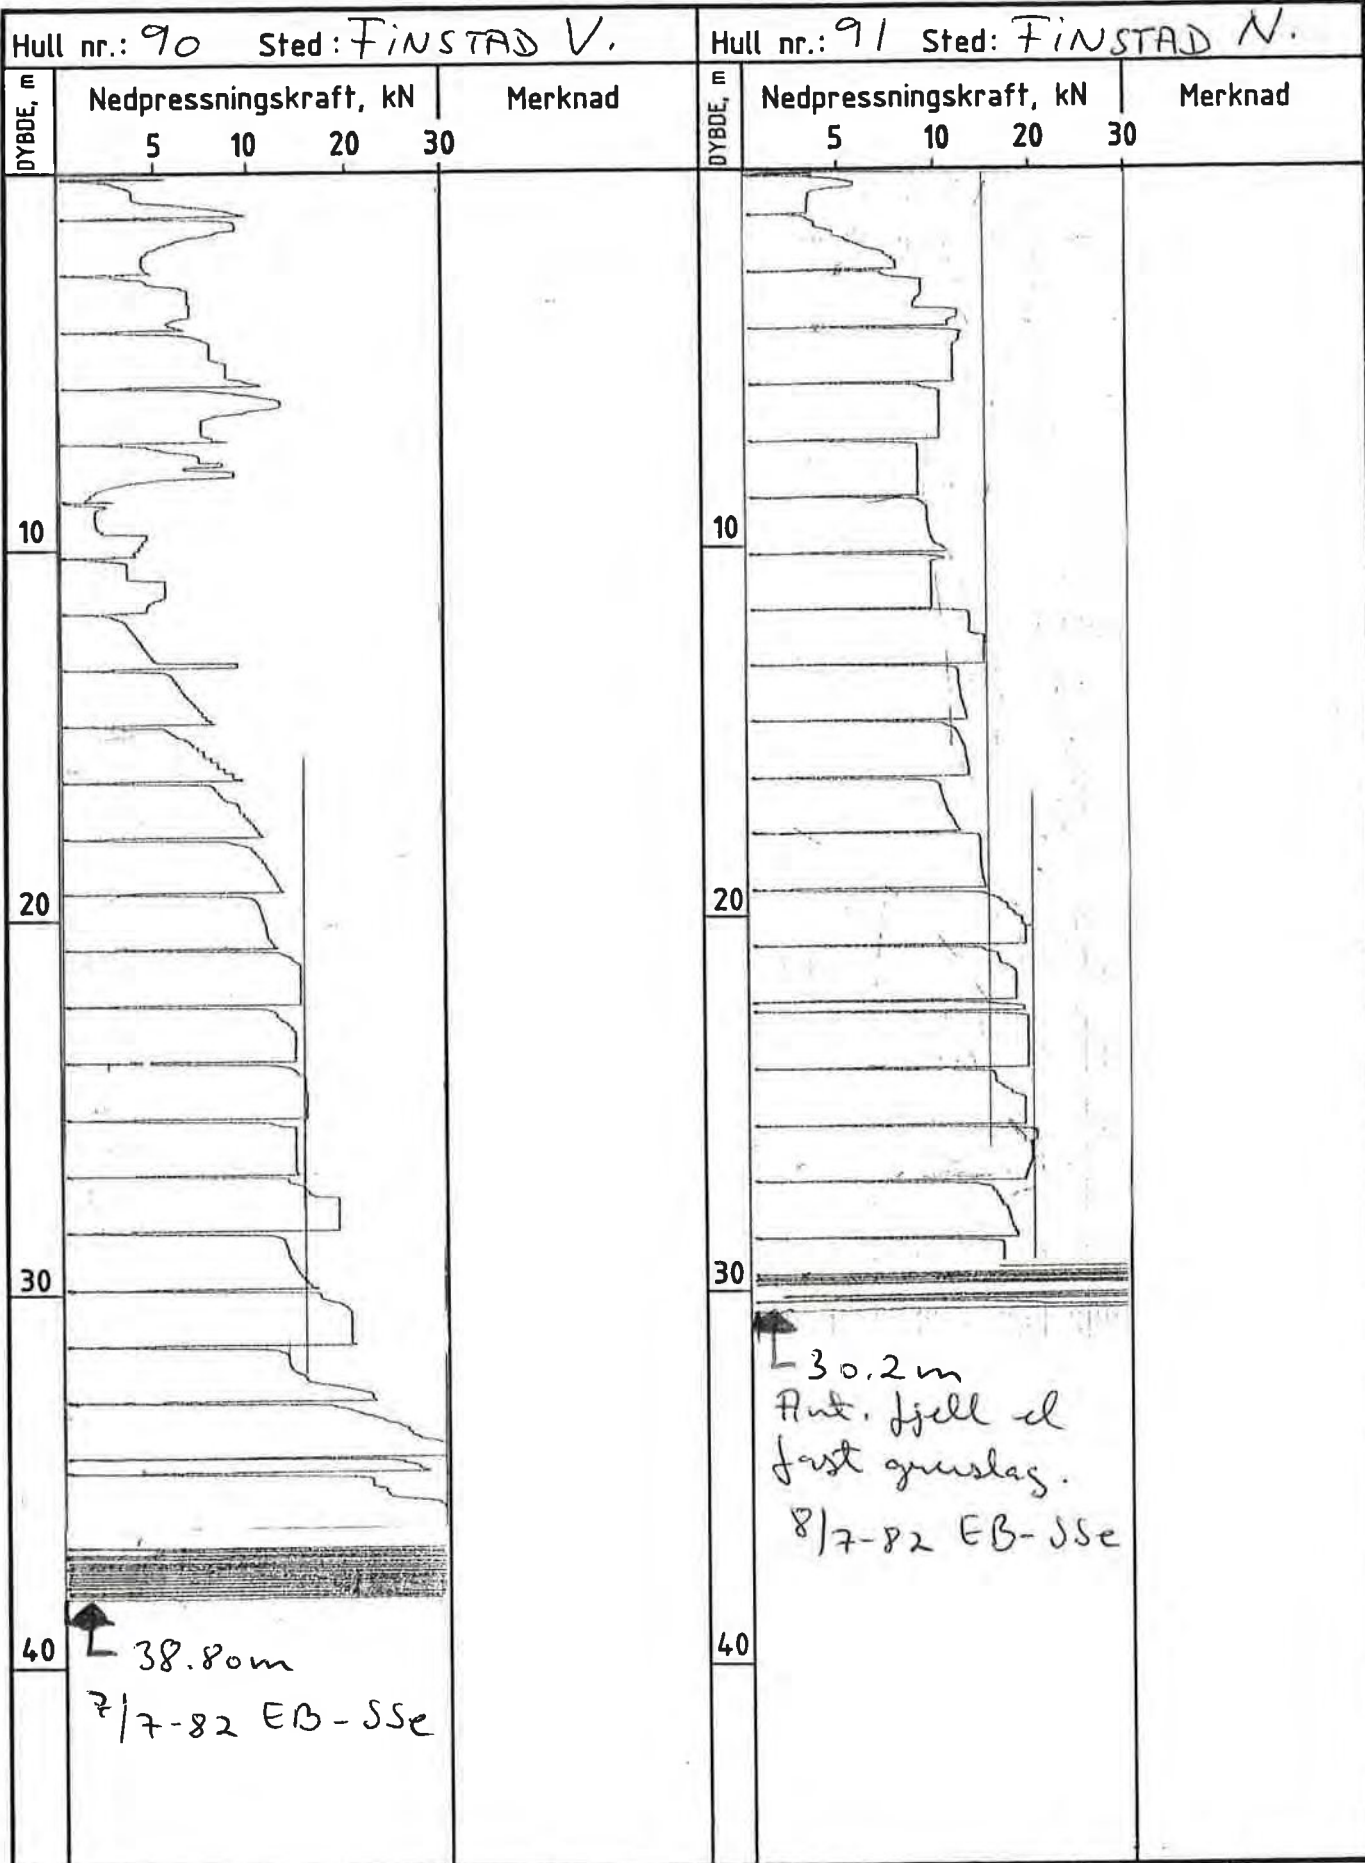 Hull nr.: 90 Sted: FINSTAD V.
DYBDE, m
Nedpressningskraft, kN
Merknad
5 10 20 30
10
20
30
40
38.80m
7/7-82 EB-SSe
Hull nr.: 91 Sted: FINSTAD N.
DYBDE, m
Nedpressningskraft, kN
Merknad
5 10 20 30
10
20
30
30.2m
Ant. fjell el
fast gruslag.
8/7-82 EB-SSe
40